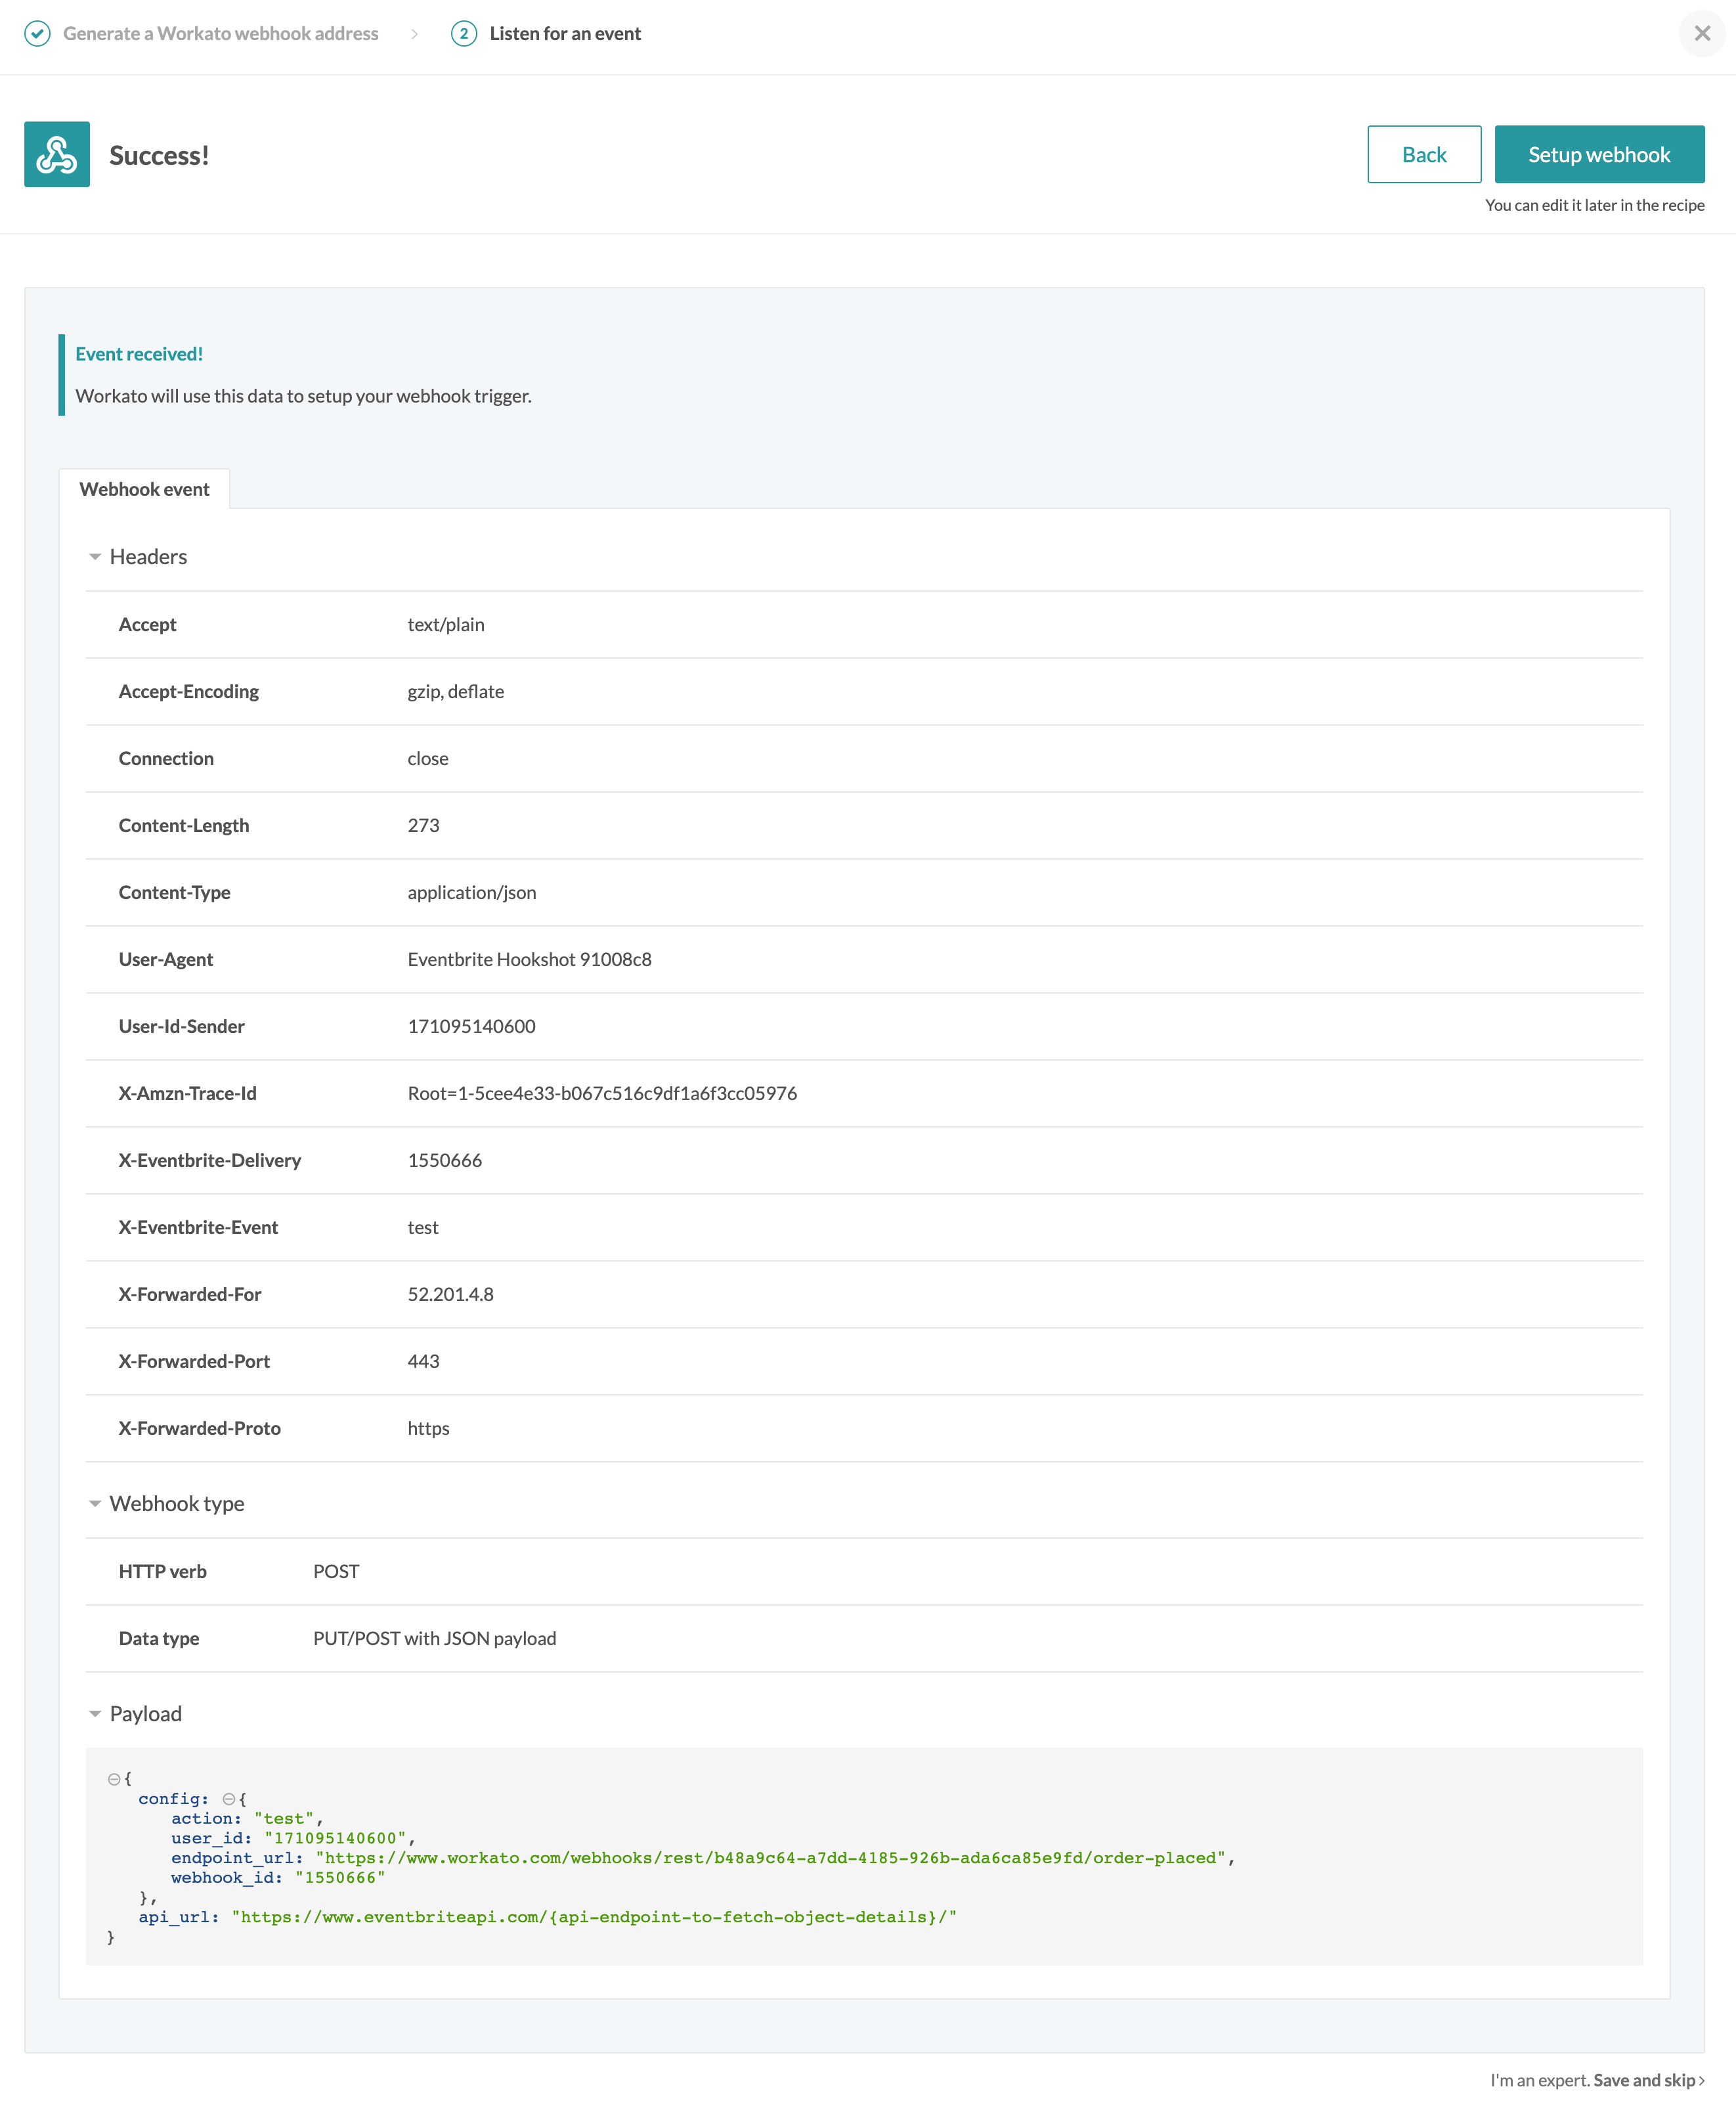 Generate a Workato webhook address > 2 Listen for an event
Success!
Back Setup webhook
You can edit it later in the recipe
Event received!
Workato will use this data to setup your webhook trigger.
Webhook event
Headers
Accept text/plain
Accept-Encoding gzip, deflate
Connection close
Content-Length 273
Content-Type application/json
User-Agent Eventbrite Hookshot 91008c8
User-Id-Sender 171095140600
X-Amzn-Trace-Id Root=1-5cee4e33-b067c516c9df1a6f3cc05976
X-Eventbrite-Delivery 1550666
X-Eventbrite-Event test
X-Forwarded-For 52.201.4.8
X-Forwarded-Port 443
X-Forwarded-Proto https
Webhook type
HTTP verb POST
Data type PUT/POST with JSON payload
Payload
{
config: {
action: "test",
user_id: "171095140600",
endpoint_url: "https://www.workato.com/webhooks/rest/b48a9c64-a7dd-4185-926b-ada6ca85e9fd/order-placed",
webhook_id: "1550666"
},
api_url: "https://www.eventbriteapi.com/{api-endpoint-to-fetch-object-details}/"
}
I'm an expert. Save and skip >